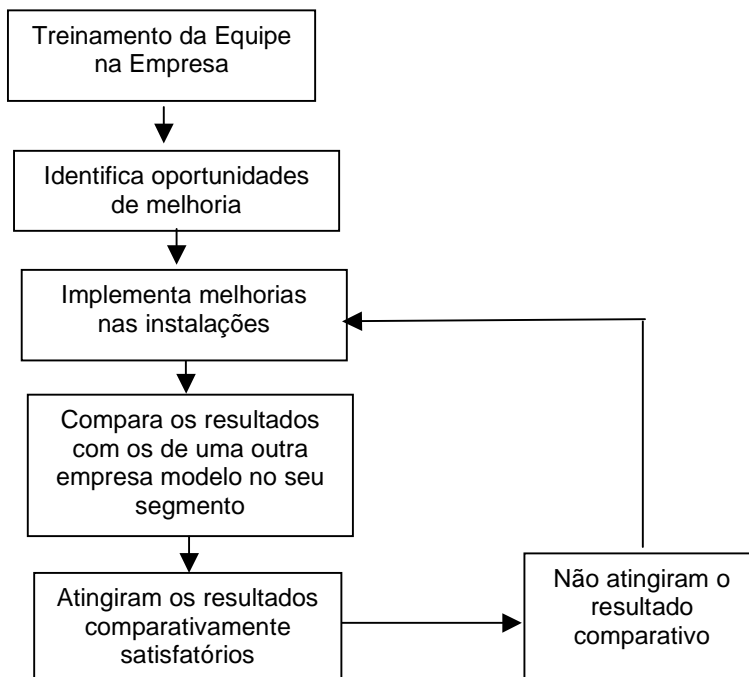 Treinamento da Equipe
na Empresa
Identifica oportunidades
de melhoria
Implementa melhorias
nas instalações
Compara os resultados
com os de uma outra
empresa modelo no seu
segmento
Atingiram os resultados
comparativamente
satisfatórios
Não atingiram o
resultado
comparativo